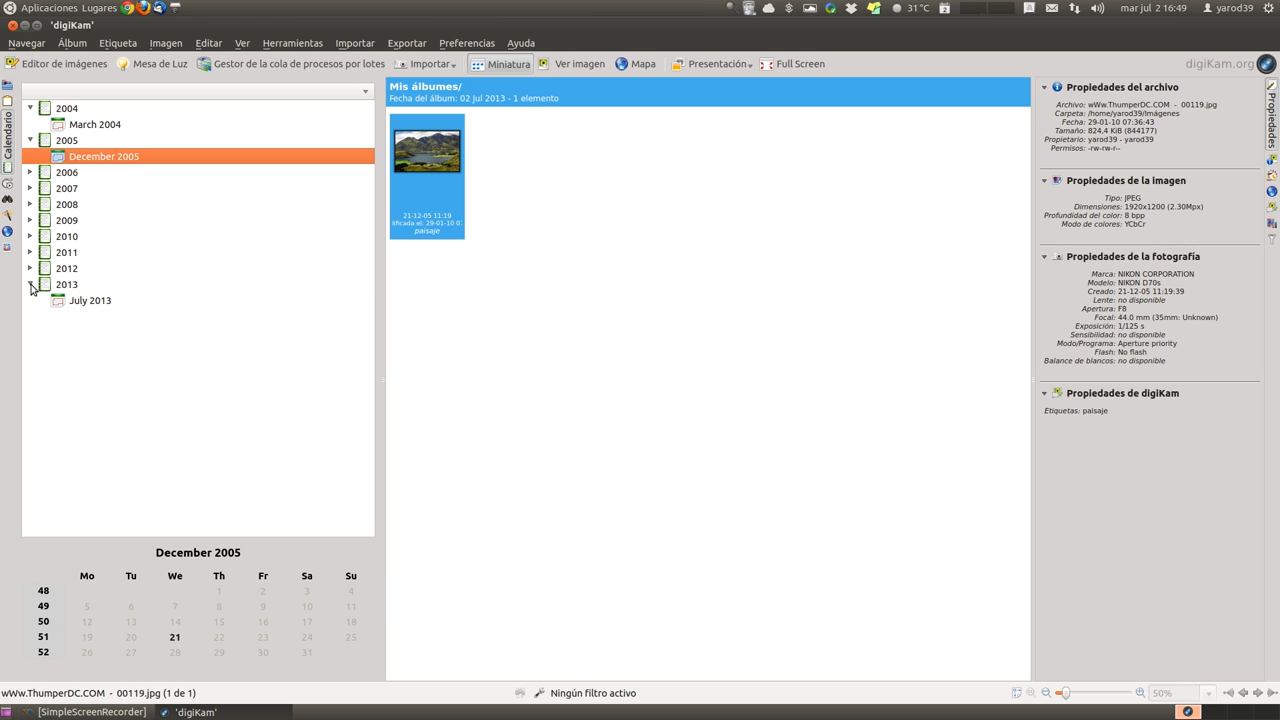 Aplicaciones Lugares
31 °C
mar jul 2 16:49
yarod39
'digiKam'
Navegar Álbum Etiqueta Imagen Editar Ver Herramientas Importar Exportar Preferencias Ayuda
Editor de imágenes Mesa de Luz Gestor de la cola de procesos por lotes Importar Miniatura Ver imagen Mapa Presentación Full Screen
digiKam.org
Calendario
2004
March 2004
2005
December 2005
2006
2007
2008
2009
2010
2011
2012
2013
July 2013
December 2005
Mo Tu We Th Fr Sa Su
48 1 2 3 4
49 5 6 7 8 9 10 11
50 12 13 14 15 16 17 18
51 19 20 21 22 23 24 25
52 26 27 28 29 30 31
Mis álbumes/
Fecha del álbum: 02 Jul 2013 - 1 elemento
21-12-05 11:19
lificada el: 29-01-10 07
paisaje
Propiedades
Propiedades del archivo
Archivo: wWw.ThumperDC.COM - 00119.jpg
Carpeta: /home/yarod39/Imágenes
Fecha: 29-01-10 07:36:43
Tamaño: 824,4 KiB (844177)
Propietario: yarod39 - yarod39
Permisos: -rw-rw-r--
Propiedades de la imagen
Tipo: JPEG
Dimensiones: 1920x1200 (2.30Mpx)
Profundidad del color: 8 bpp
Modo de colores: YCbCr
Propiedades de la fotografía
Marca: NIKON CORPORATION
Modelo: NIKON D70s
Creado: 21-12-05 11:19:39
Lente: no disponible
Apertura: F8
Focal: 44.0 mm (35mm: Unknown)
Exposición: 1/125 s
Sensibilidad: no disponible
Modo/Programa: Aperture priority
Flash: No flash
Balance de blancos: no disponible
Propiedades de digiKam
Etiquetas: paisaje
wWw.ThumperDC.COM - 00119.jpg (1 de 1)
Ningún filtro activo
50%
[SimpleScreenRecorder]
'digiKam'